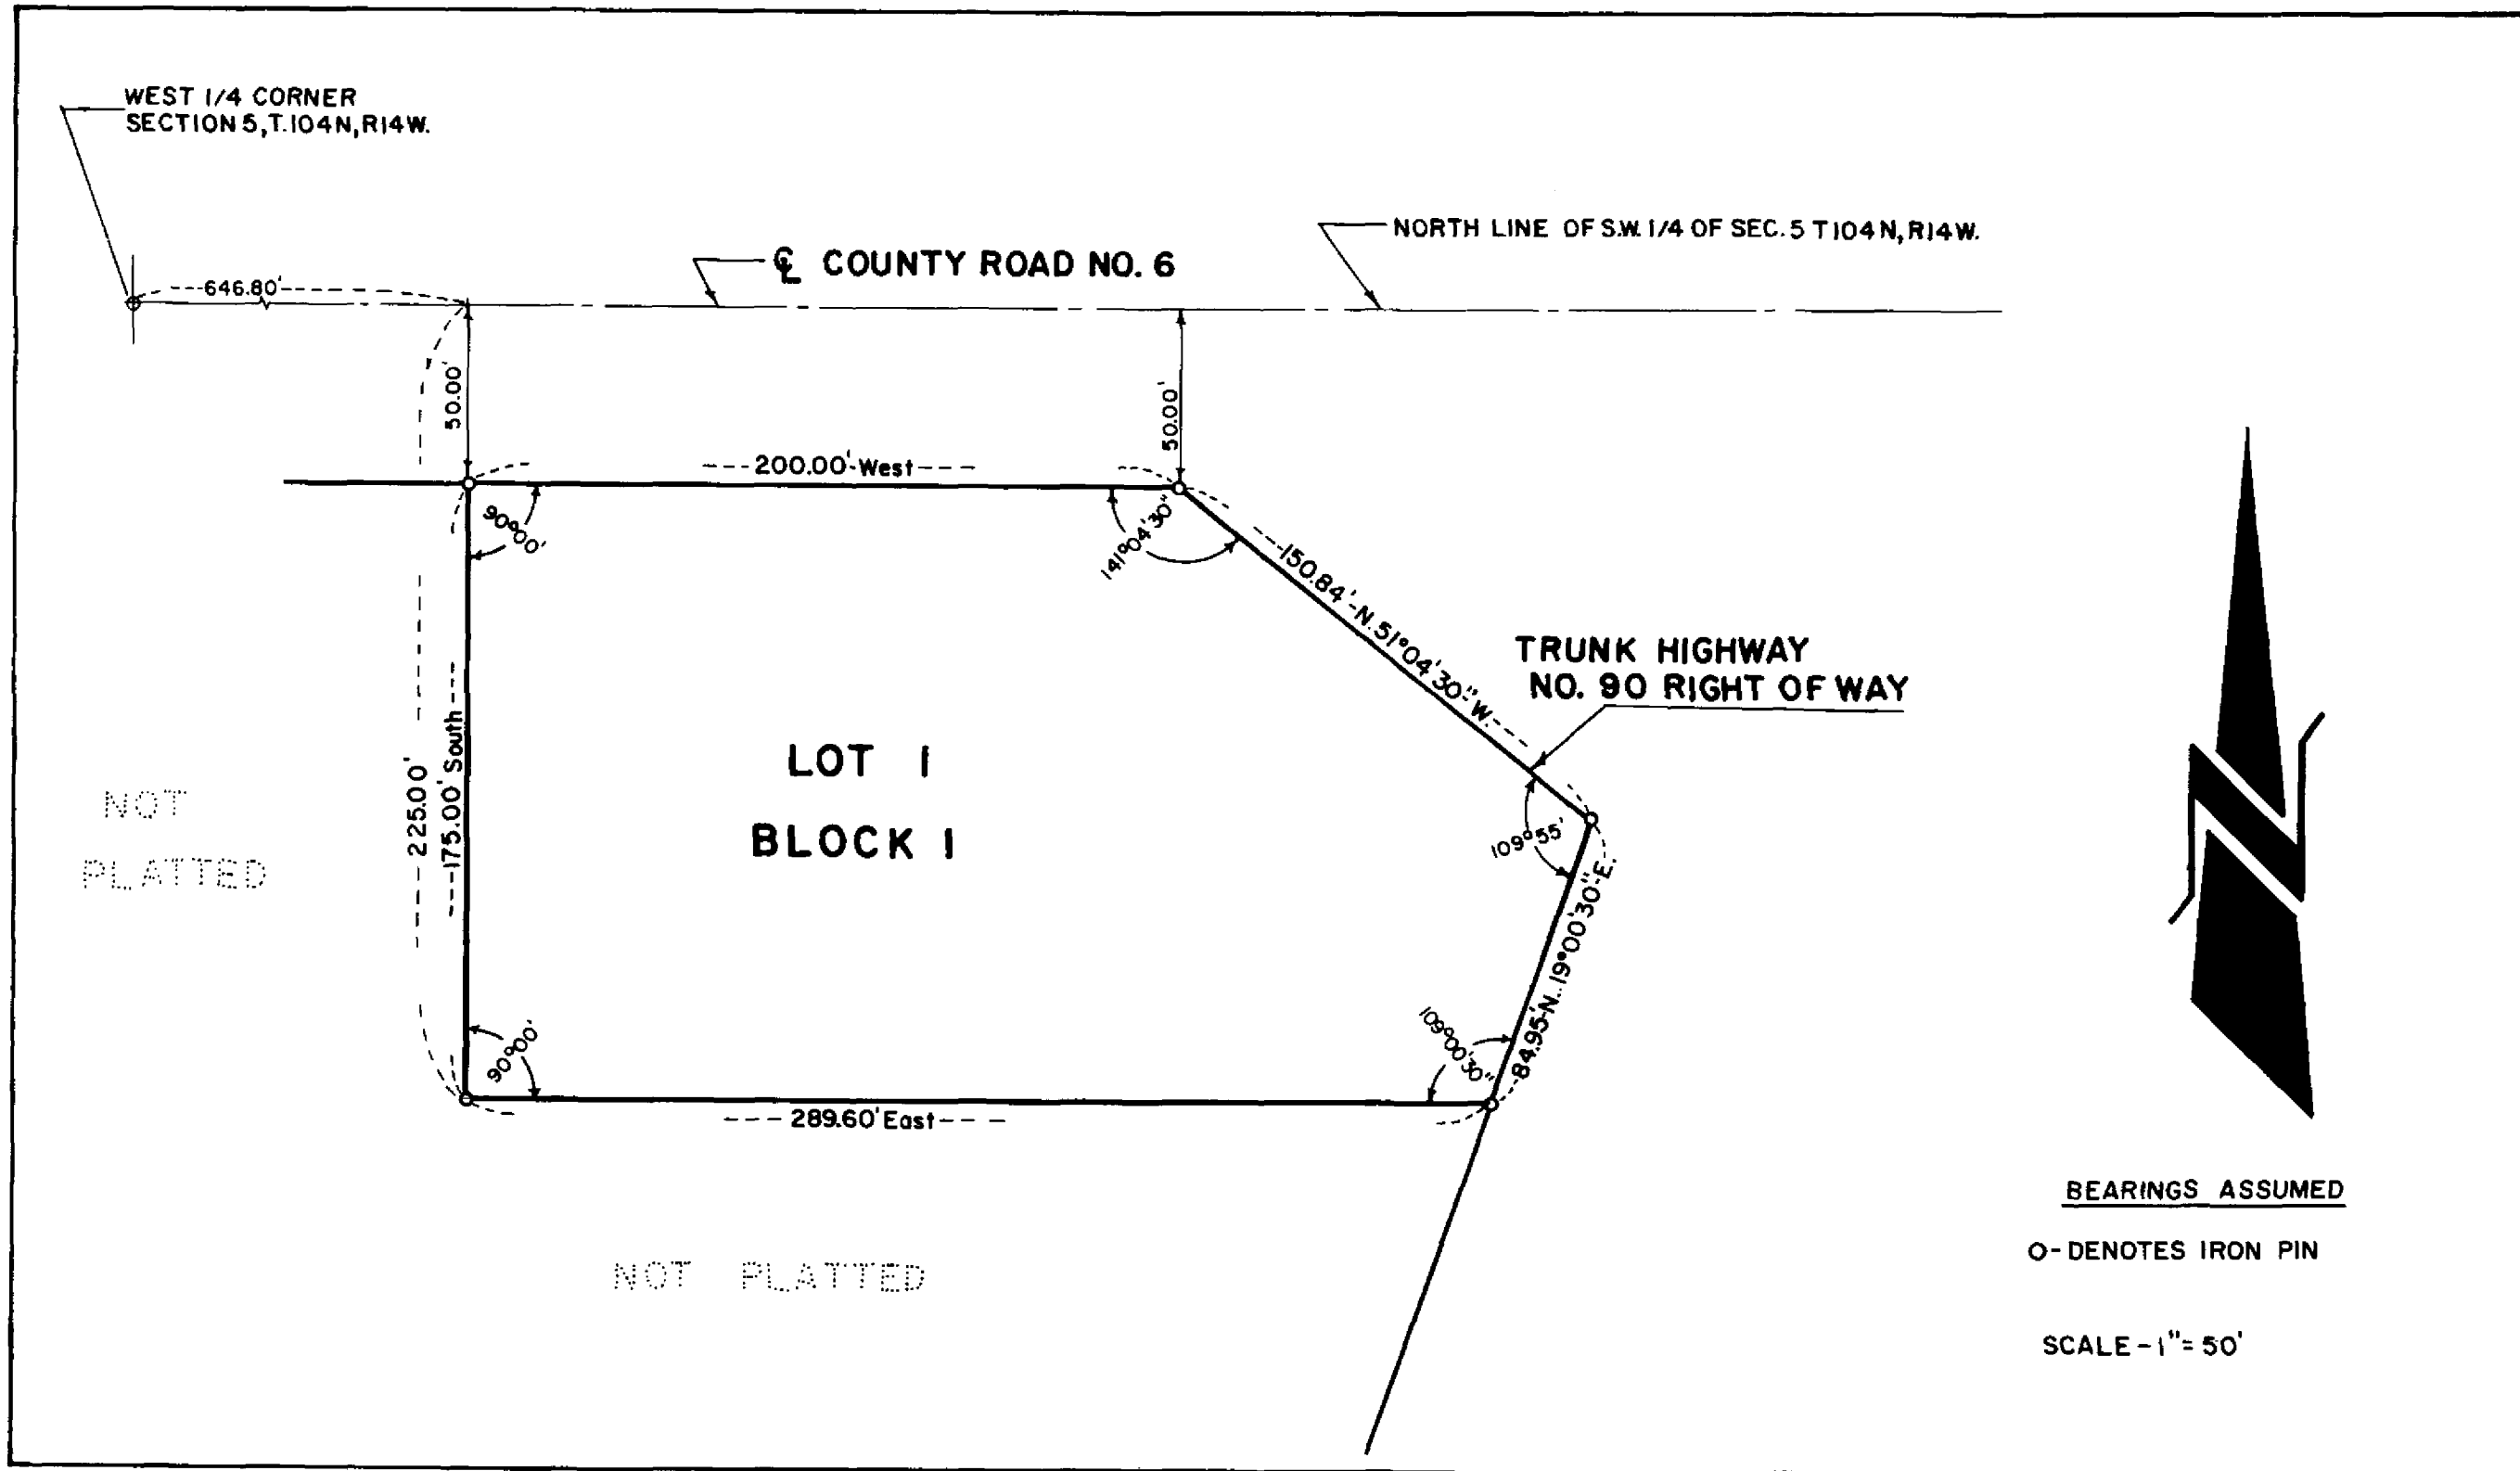 WEST 1/4 CORNER
SECTION 5, T.104N, R14W.
NORTH LINE OF S.W. 1/4 OF SEC. 5 T104N, R14W.
℄ COUNTY ROAD NO. 6
646.80'
50.00'
50.00'
200.00'-West
90°00'
141°04'30"
150.84'-N.51°04'30"W.
TRUNK HIGHWAY
NO. 90 RIGHT OF WAY
225.00'
175.00' South
LOT 1
BLOCK 1
NOT
PLATTED
109°55'
84.95'-N.19°00'30"E.
109°00'30"
90°00'
289.60' East
NOT PLATTED
N
BEARINGS ASSUMED
O-DENOTES IRON PIN
SCALE-1"=50'